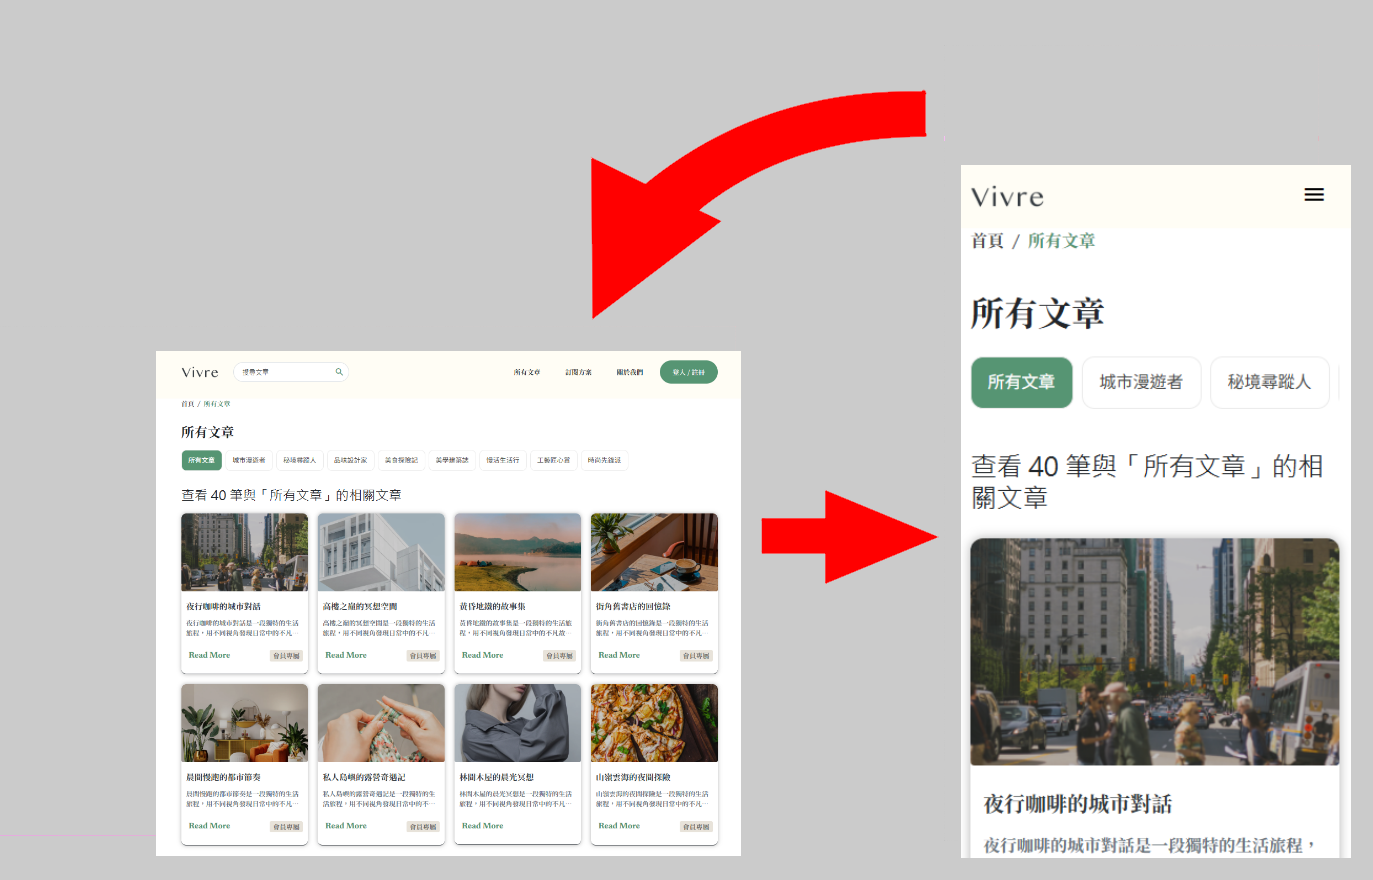 Vivre
搜尋文章
所有文章
訂閱方案
關於我們
登入 / 註冊
首頁 / 所有文章
所有文章
所有文章
城市漫遊者
秘境尋蹤人
品味設計家
美食探險記
美學建築誌
慢活生活行
工藝匠心賞
時尚先鋒派
查看 40 筆與「所有文章」的相關文章
夜行咖啡的城市對話
夜行咖啡的城市對話是一段獨特的生活
旅程，用不同視角發現日常中的不凡…
Read More
會員專屬
高樓之巔的冥想空間
高樓之巔的冥想空間是一段獨特的生活
旅程，用不同視角發現日常中的不凡…
Read More
會員專屬
黃昏地鐵的故事集
黃昏地鐵的故事集是一段獨特的生活旅
程，用不同視角發現日常中的不凡故…
Read More
會員專屬
街角舊書店的回憶錄
街角舊書店的回憶錄是一段獨特的生活
旅程，用不同視角發現日常中的不凡…
Read More
會員專屬
晨間慢跑的都市節奏
晨間慢跑的都市節奏是一段獨特的生活
旅程，用不同視角發現日常中的不凡…
Read More
會員專屬
私人島嶼的露營奇遇記
私人島嶼的露營奇遇記是一段獨特的生
活旅程，用不同視角發現日常中的不…
Read More
會員專屬
林間木屋的晨光冥想
林間木屋的晨光冥想是一段獨特的生活
旅程，用不同視角發現日常中的不凡…
Read More
山嶺雲海的夜間探險
山嶺雲海的夜間探險是一段獨特的生活
旅程，用不同視角發現日常中的不凡…
Read More
會員專屬
Vivre
首頁 / 所有文章
所有文章
所有文章
城市漫遊者
秘境尋蹤人
查看 40 筆與「所有文章」的相
關文章
夜行咖啡的城市對話
夜行咖啡的城市對話是一段獨特的生活旅程，